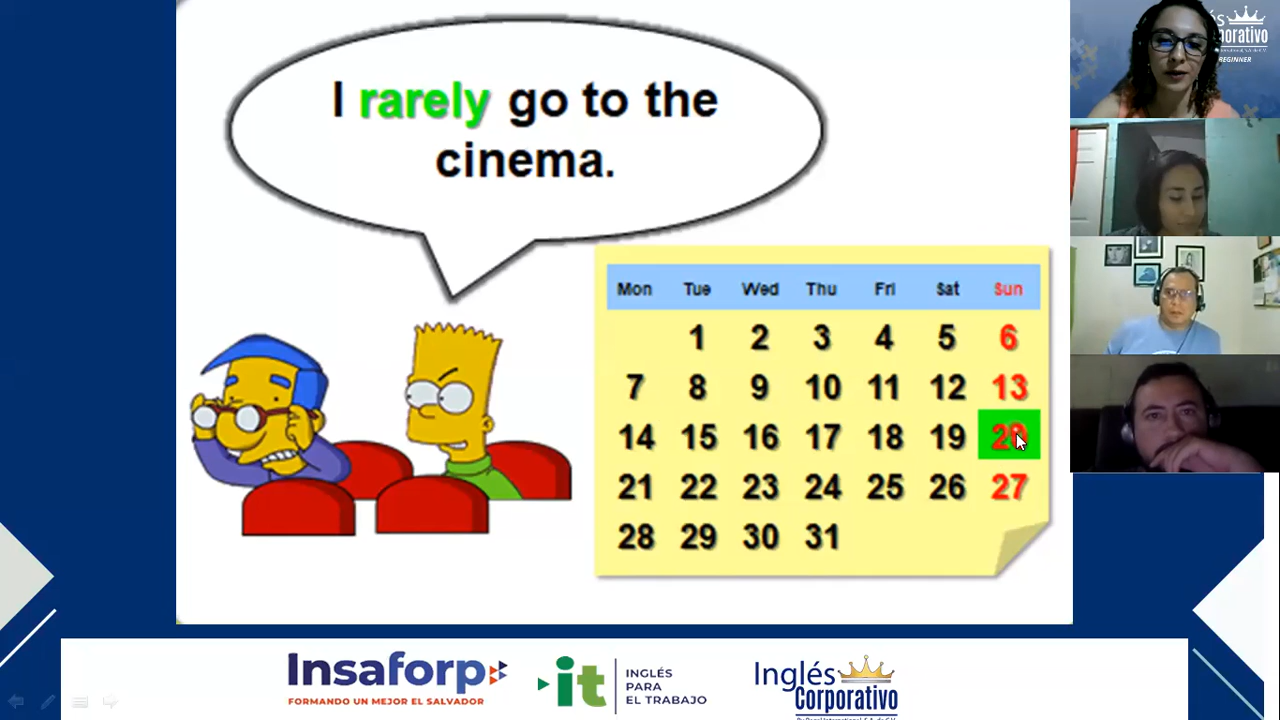 I rarely go to the
cinema.
Mon Tue Wed Thu Fri Sat Sun
1 2 3 4 5 6
7 8 9 10 11 12 13
14 15 16 17 18 19 20
21 22 23 24 25 26 27
28 29 30 31
Insaforp
FORMANDO UN MEJOR EL SALVADOR
it
INGLÉS
PARA
EL TRABAJO
Inglés
Corporativo